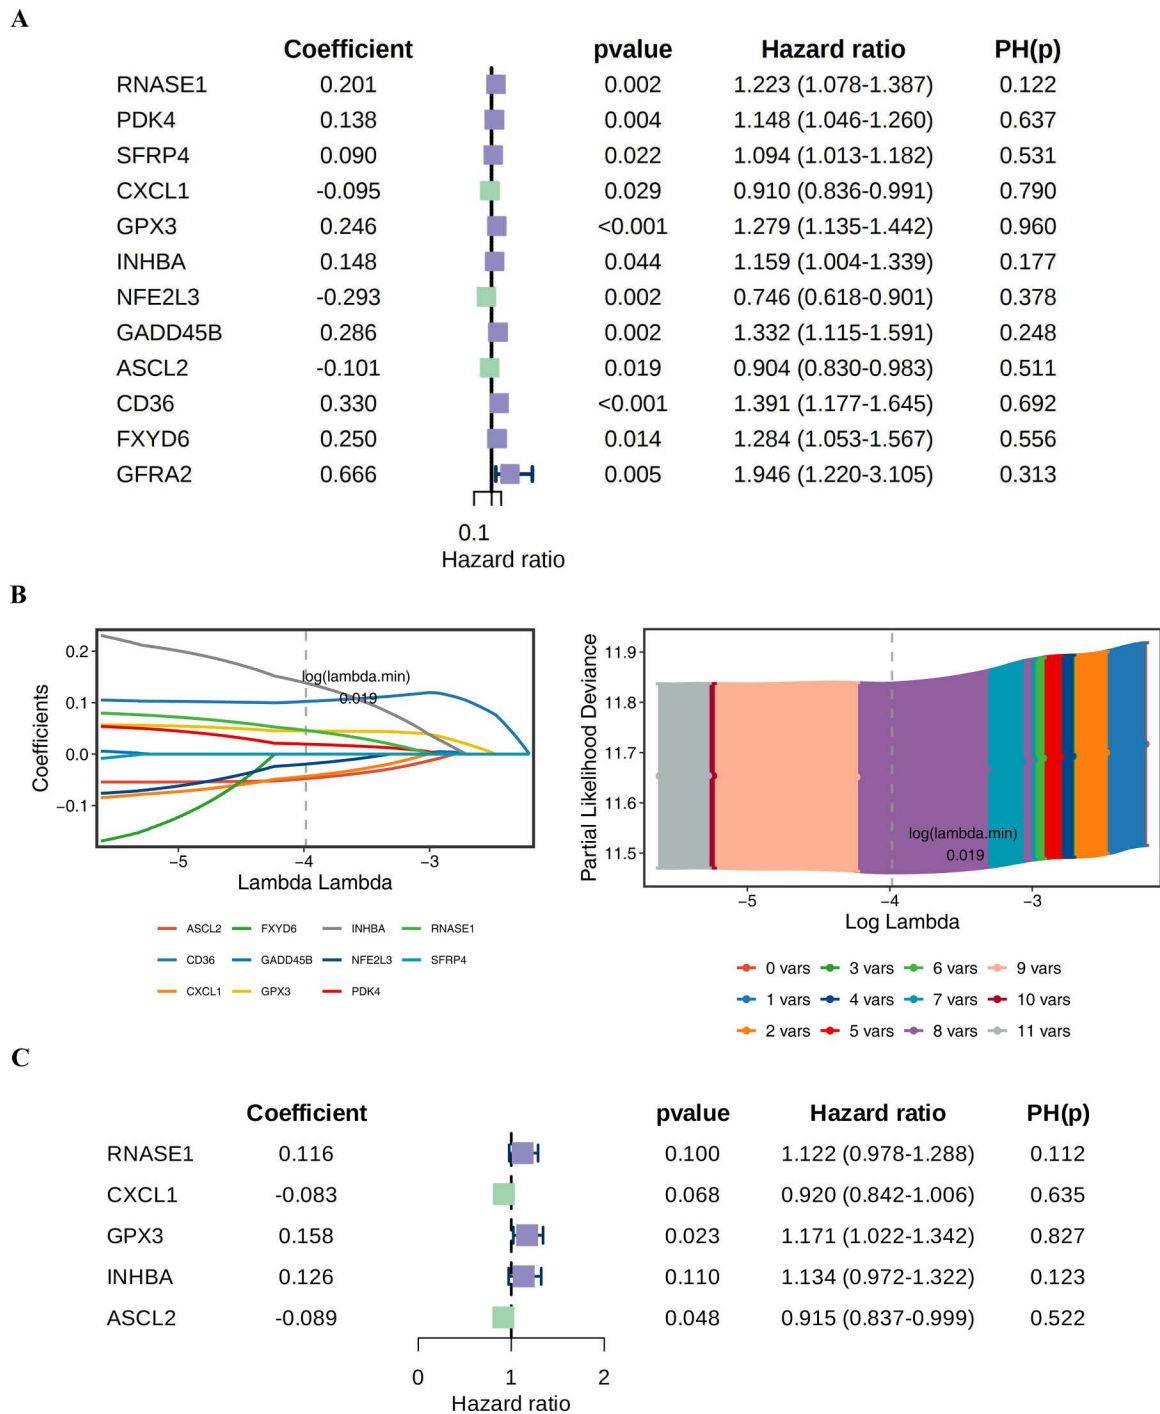 A
Coefficient pvalue Hazard ratio PH(p)
RNASE1 0.201 0.002 1.223 (1.078-1.387) 0.122
PDK4 0.138 0.004 1.148 (1.046-1.260) 0.637
SFRP4 0.090 0.022 1.094 (1.013-1.182) 0.531
CXCL1 -0.095 0.029 0.910 (0.836-0.991) 0.790
GPX3 0.246 <0.001 1.279 (1.135-1.442) 0.960
INHBA 0.148 0.044 1.159 (1.004-1.339) 0.177
NFE2L3 -0.293 0.002 0.746 (0.618-0.901) 0.378
GADD45B 0.286 0.002 1.332 (1.115-1.591) 0.248
ASCL2 -0.101 0.019 0.904 (0.830-0.983) 0.511
CD36 0.330 <0.001 1.391 (1.177-1.645) 0.692
FXYD6 0.250 0.014 1.284 (1.053-1.567) 0.556
GFRA2 0.666 0.005 1.946 (1.220-3.105) 0.313
0.1
Hazard ratio
B
Coefficients
0.2
0.1
0.0
−0.1
log(lambda.min)
0.019
−5 −4 −3
Lambda Lambda
ASCL2 FXYD6 INHBA RNASE1
CD36 GADD45B NFE2L3 SFRP4
CXCL1 GPX3 PDK4
Partial Likelihood Deviance
11.9
11.8
11.7
11.6
11.5
log(lambda.min)
0.019
−5 −4 −3
Log Lambda
0 vars 3 vars 6 vars 9 vars
1 vars 4 vars 7 vars 10 vars
2 vars 5 vars 8 vars 11 vars
C
Coefficient pvalue Hazard ratio PH(p)
RNASE1 0.116 0.100 1.122 (0.978-1.288) 0.112
CXCL1 -0.083 0.068 0.920 (0.842-1.006) 0.635
GPX3 0.158 0.023 1.171 (1.022-1.342) 0.827
INHBA 0.126 0.110 1.134 (0.972-1.322) 0.123
ASCL2 -0.089 0.048 0.915 (0.837-0.999) 0.522
0 1 2
Hazard ratio